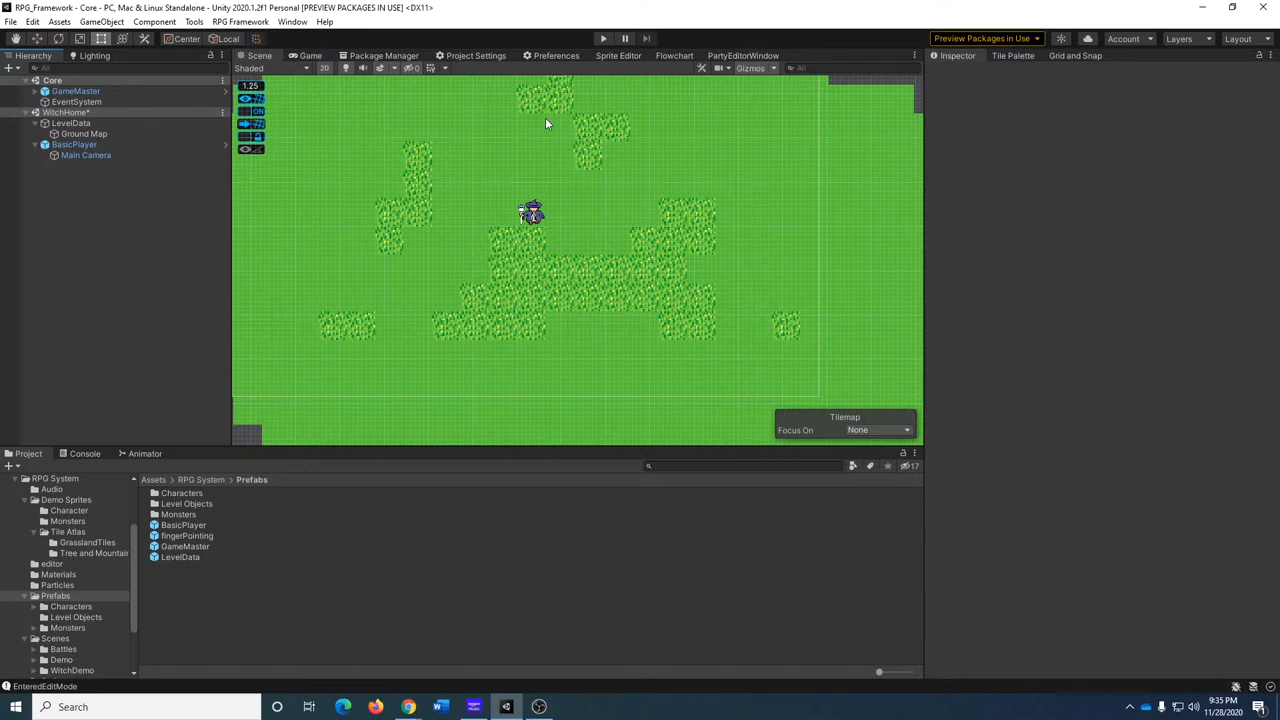 RPG_Framework - Core - PC, Mac & Linux Standalone - Unity 2020.1.2f1 Personal [PREVIEW PACKAGES IN USE] <DX11>
File Edit Assets GameObject Component Tools RPG Framework Window Help
Center Local Preview Packages in Use Account Layers Layout
Hierarchy Lighting Scene Game Package Manager Project Settings Preferences Sprite Editor Flowchart PartyEditorWindow Inspector Tile Palette Grid and Snap
All Shaded 2D 0 Gizmos All
Core
1.25
GameMaster
EventSystem
ON
WitchHome*
LevelData
Ground Map
BasicPlayer
Main Camera
Tilemap
Focus On None
Project Console Animator
17
RPG System
Assets > RPG System > Prefabs
Audio
Characters
Demo Sprites
Level Objects
Character
Monsters
Monsters
BasicPlayer
Tile Atlas
fingerPointing
GrasslandTiles
GameMaster
Tree and Mountain
LevelData
editor
Materials
Particles
Prefabs
Characters
Level Objects
Monsters
Scenes
Battles
Demo
WitchDemo
EnteredEditMode
Search
9:35 PM
11/28/2020